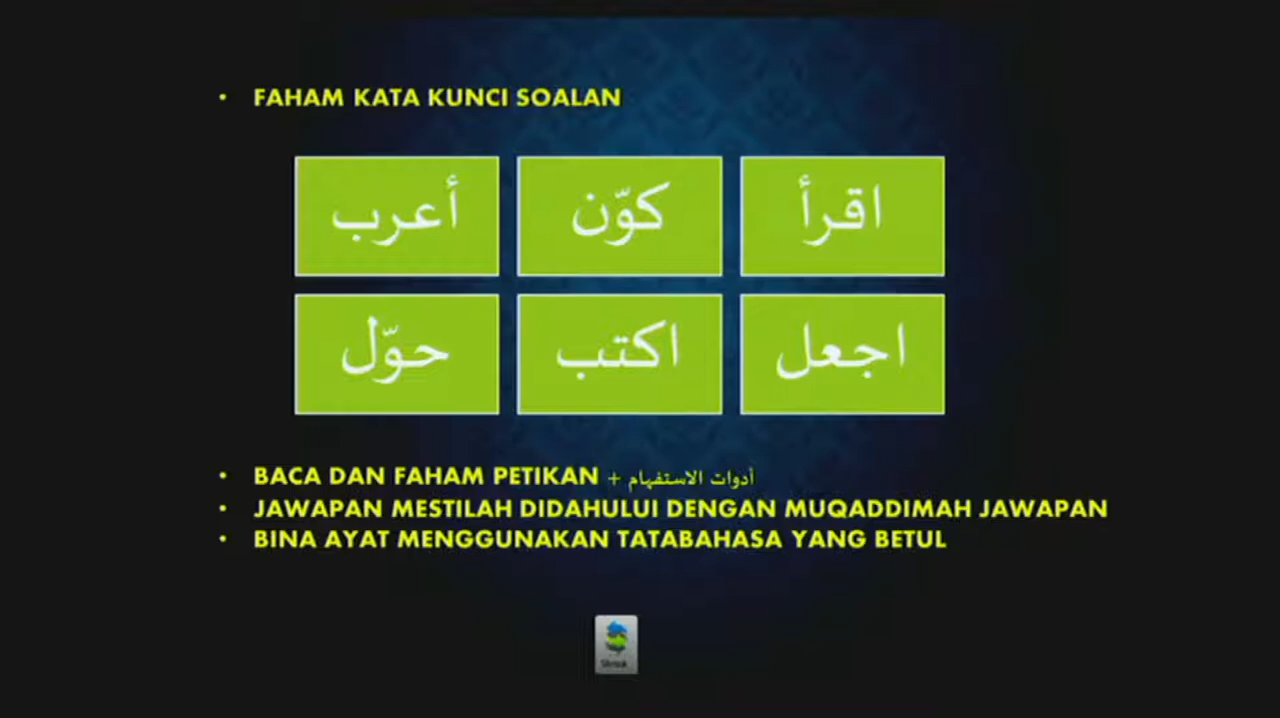 • FAHAM KATA KUNCI SOALAN
اقرأ
كوّن
أعرب
اجعل
اكتب
حوّل
• BACA DAN FAHAM PETIKAN + أدوات الاستفهام
• JAWAPAN MESTILAH DIDAHULUI DENGAN MUQADDIMAH JAWAPAN
• BINA AYAT MENGGUNAKAN TATABAHASA YANG BETUL